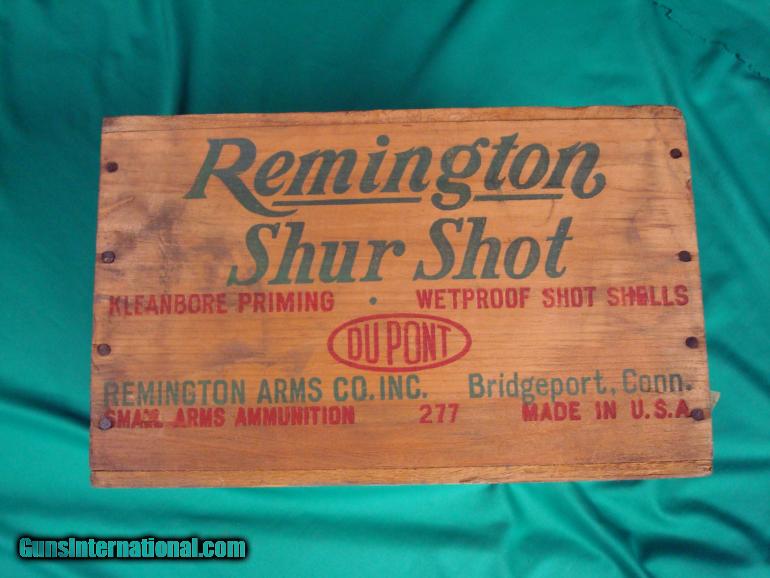 Remington
Shur Shot
KLEANBORE PRIMING · WETPROOF SHOT SHELLS
DU PONT
REMINGTON ARMS CO. INC. Bridgeport, Conn.
SMALL ARMS AMMUNITION 277 MADE IN U.S.A.
GunsInternational.com